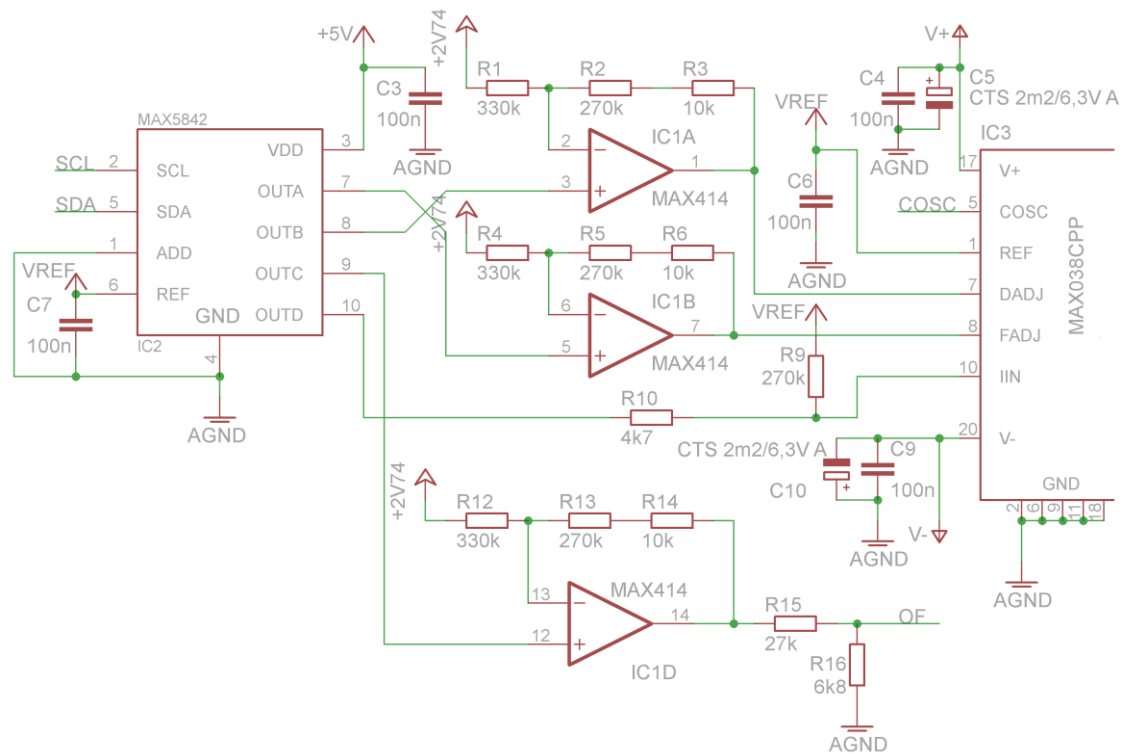 +5V
C3
100n
AGND
MAX5842
SCL
2
SCL
SDA
5
SDA
1
ADD
VREF
6
REF
C7
100n
IC2
GND
4
AGND
VDD
3
OUTA
7
OUTB
8
OUTC
9
OUTD
10
+2V74
R1
330k
R2
270k
R3
10k
2
3
1
IC1A
MAX414
+2V74
R4
330k
R5
270k
R6
10k
6
5
7
IC1B
MAX414
R10
4k7
VREF
C6
100n
AGND
VREF
R9
270k
V+
C4
100n
AGND
+
C5
CTS 2m2/6,3V A
IC3
17
V+
COSC
5
COSC
1
REF
7
DADJ
8
FADJ
10
IIN
20
V-
MAX038CPP
GND
2
6
9
11
18
AGND
CTS 2m2/6,3V A
C10
+
C9
100n
AGND
V-
+2V74
R12
330k
R13
270k
R14
10k
13
12
14
MAX414
IC1D
R15
27k
OF
R16
6k8
AGND